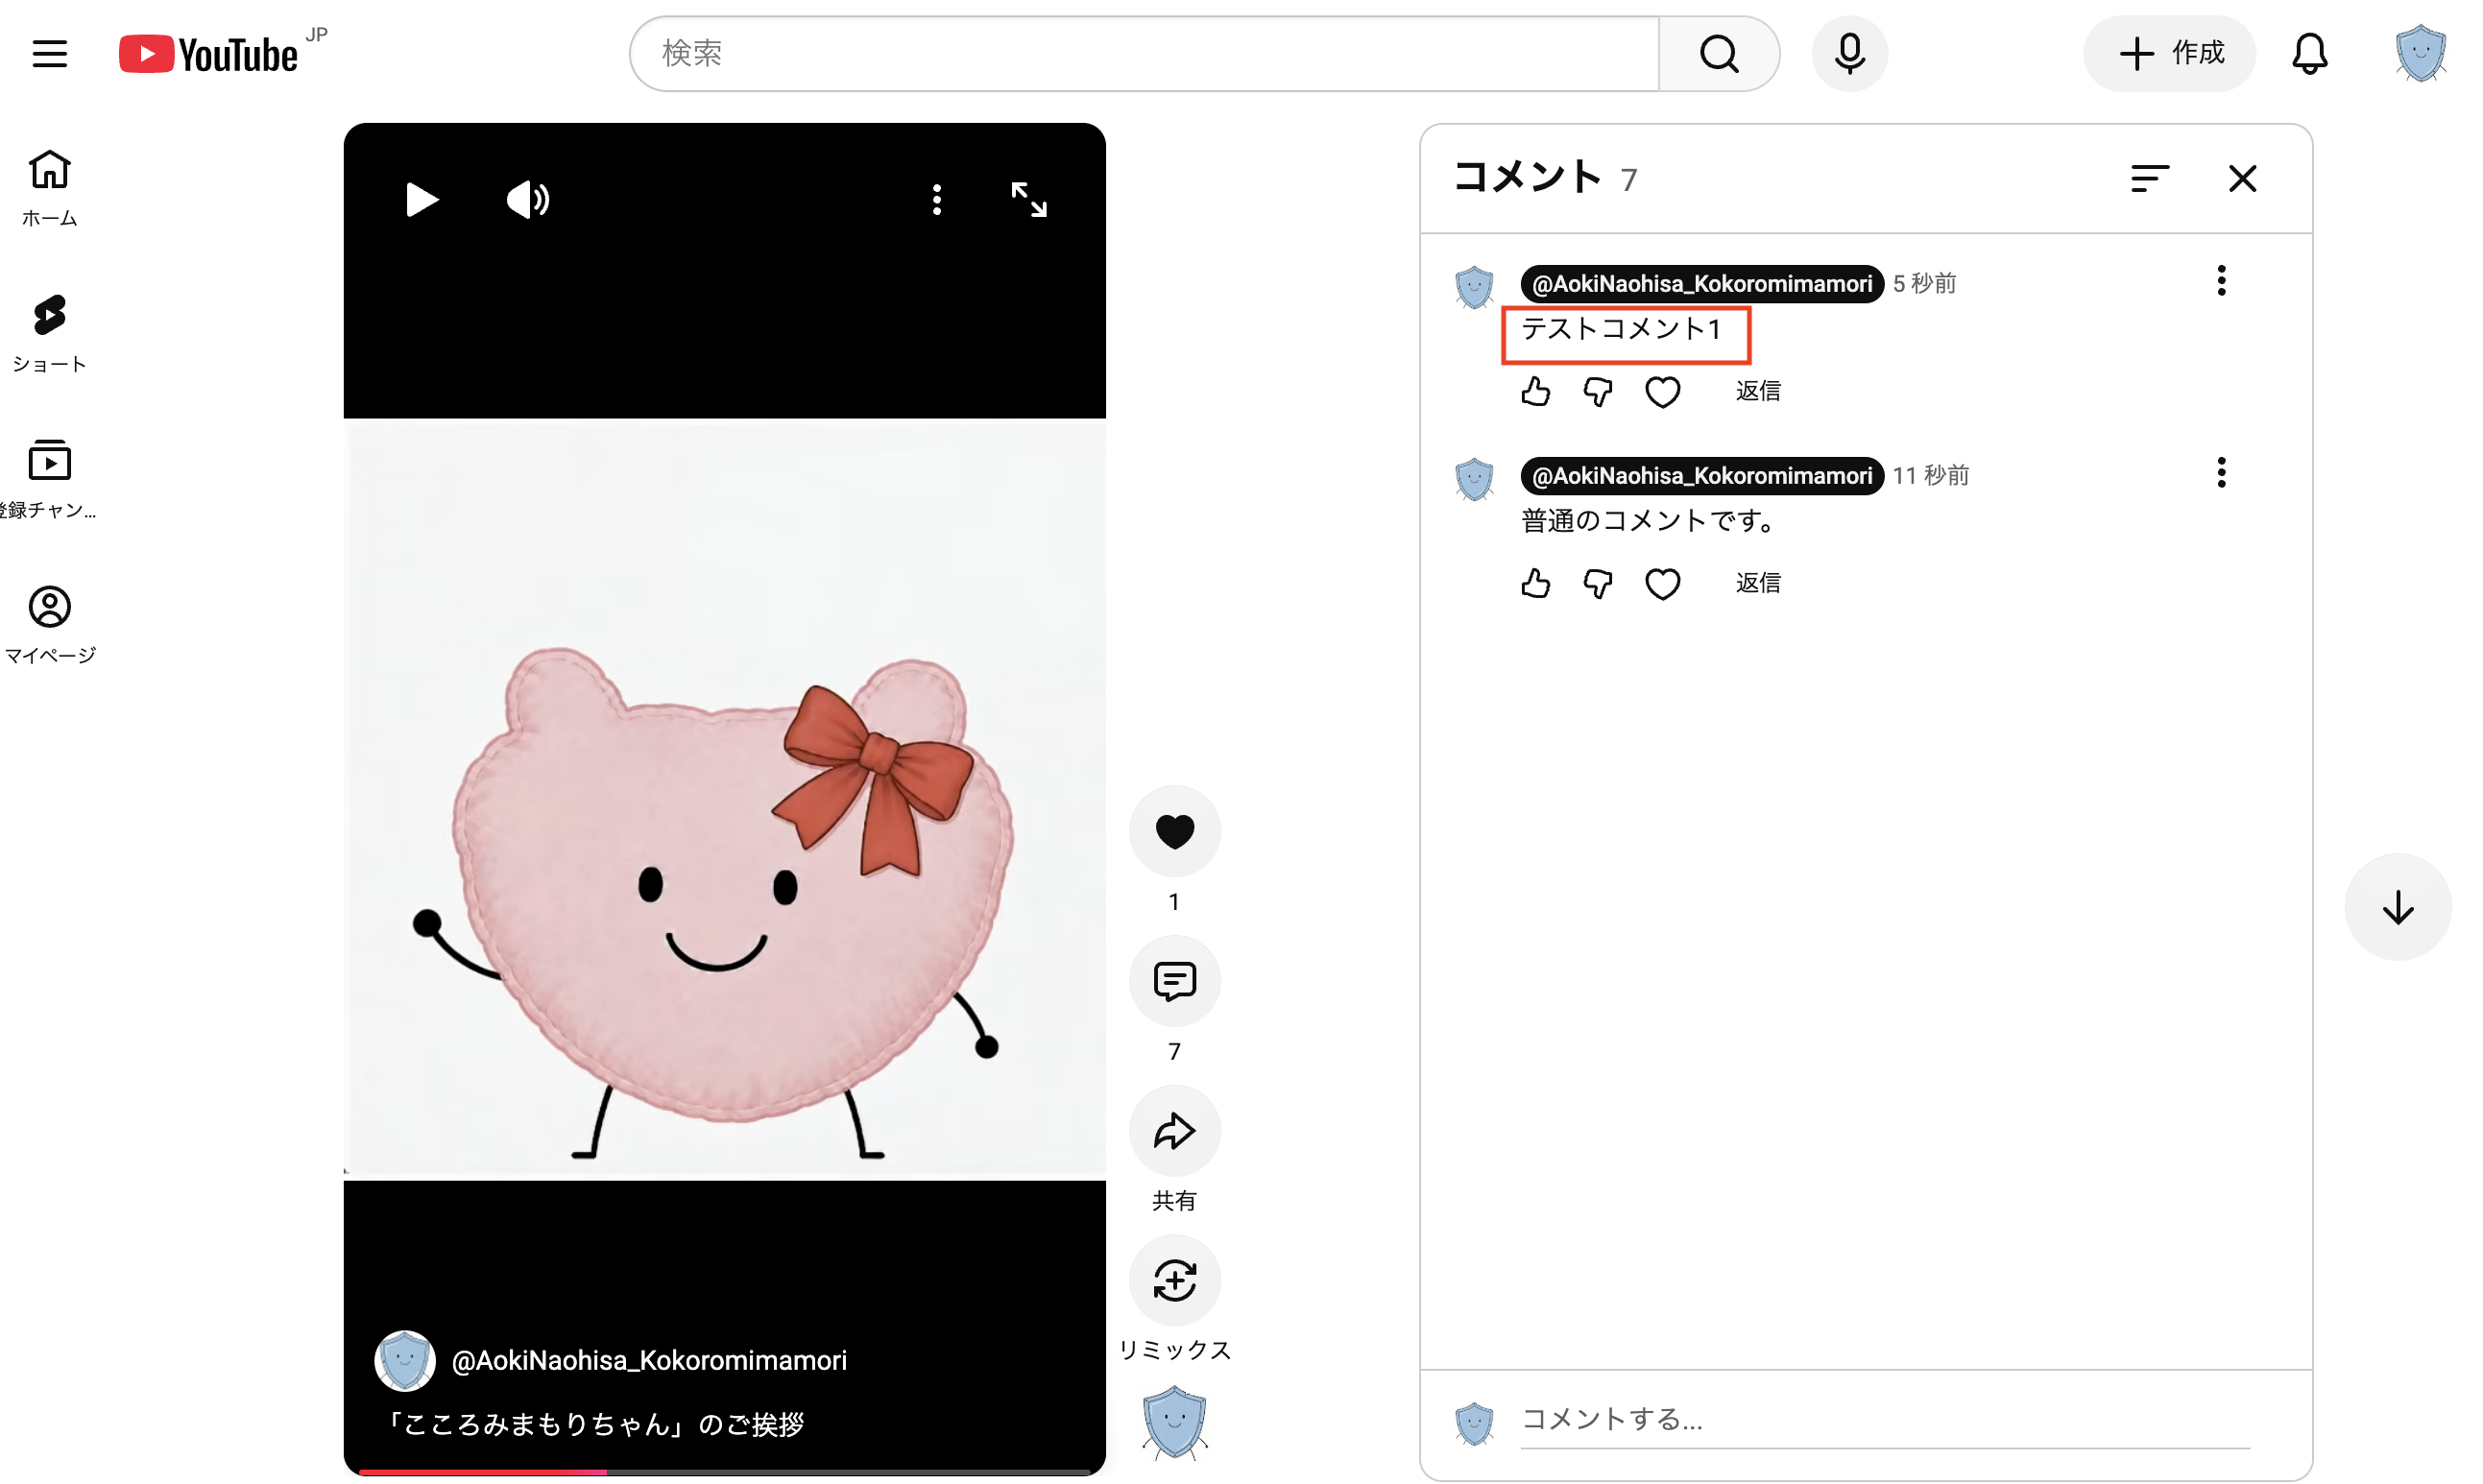 YouTube JP
検索
作成
ホーム
ショート
登録チャン...
マイページ
コメント 7
@AokiNaohisa_Kokoromimamori 5 秒前
テストコメント1
返信
@AokiNaohisa_Kokoromimamori 11 秒前
普通のコメントです。
返信
1
7
共有
リミックス
@AokiNaohisa_Kokoromimamori
「こころみまもりちゃん」のご挨拶
コメントする...